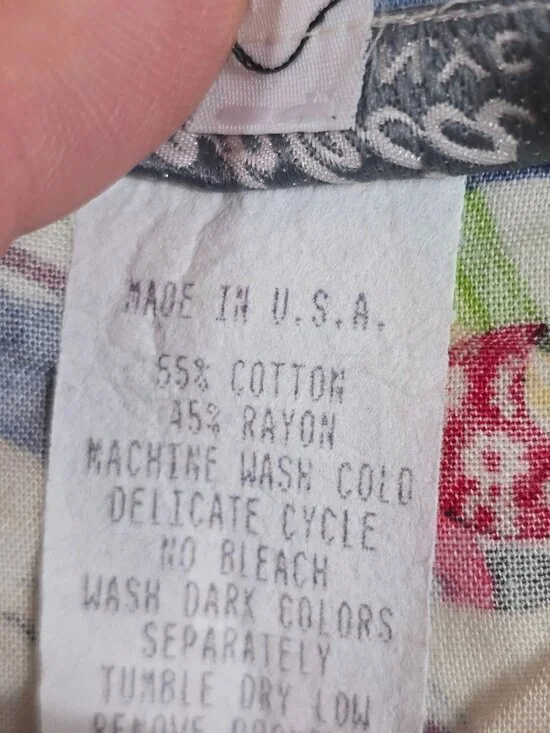 MADE IN U.S.A.
55% COTTON
45% RAYON
MACHINE WASH COLD
DELICATE CYCLE
NO BLEACH
WASH DARK COLORS
SEPARATELY
TUMBLE DRY LOW
REMOVE